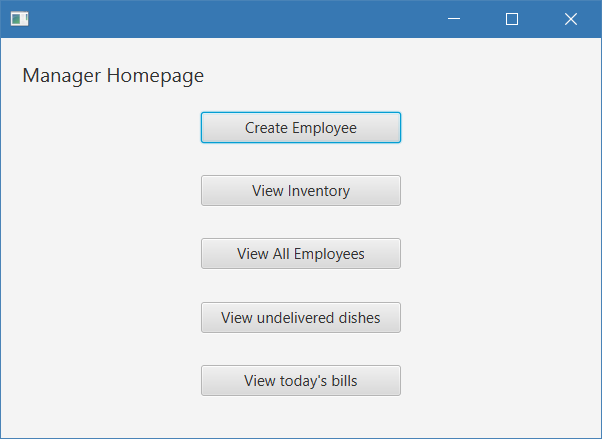 Manager Homepage
Create Employee
View Inventory
View All Employees
View undelivered dishes
View today's bills